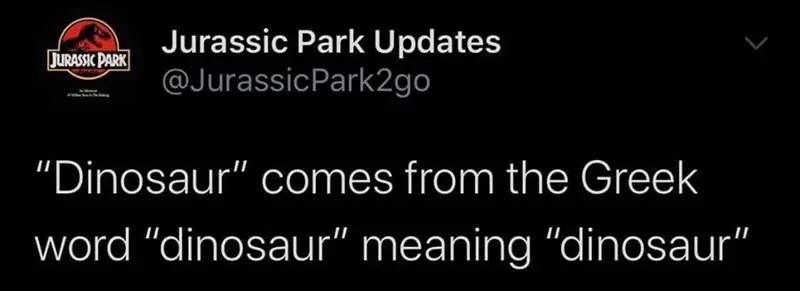 JURASSIC PARK
Jurassic Park Updates
@JurassicPark2go
“Dinosaur” comes from the Greek
word “dinosaur” meaning “dinosaur”